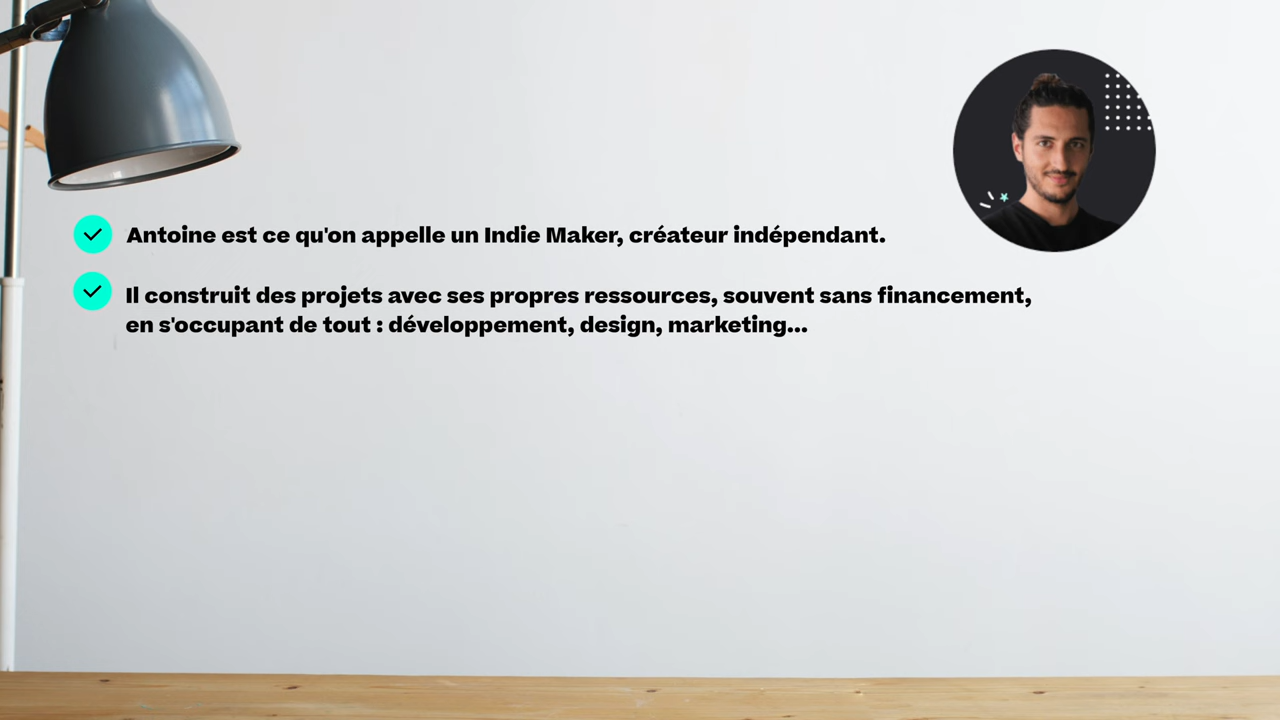 Antoine est ce qu'on appelle un Indie Maker, créateur indépendant.
Il construit des projets avec ses propres ressources, souvent sans financement,
en s'occupant de tout : développement, design, marketing...